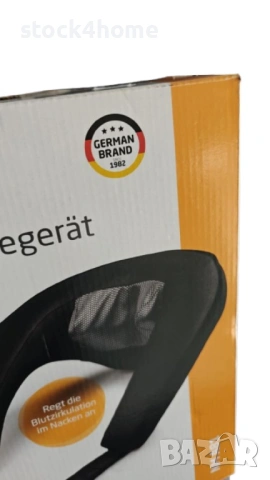 stock4home
GERMAN
BRAND
1982
egerät
Regt die
Blutzirkulation
im Nacken an
BAZAR